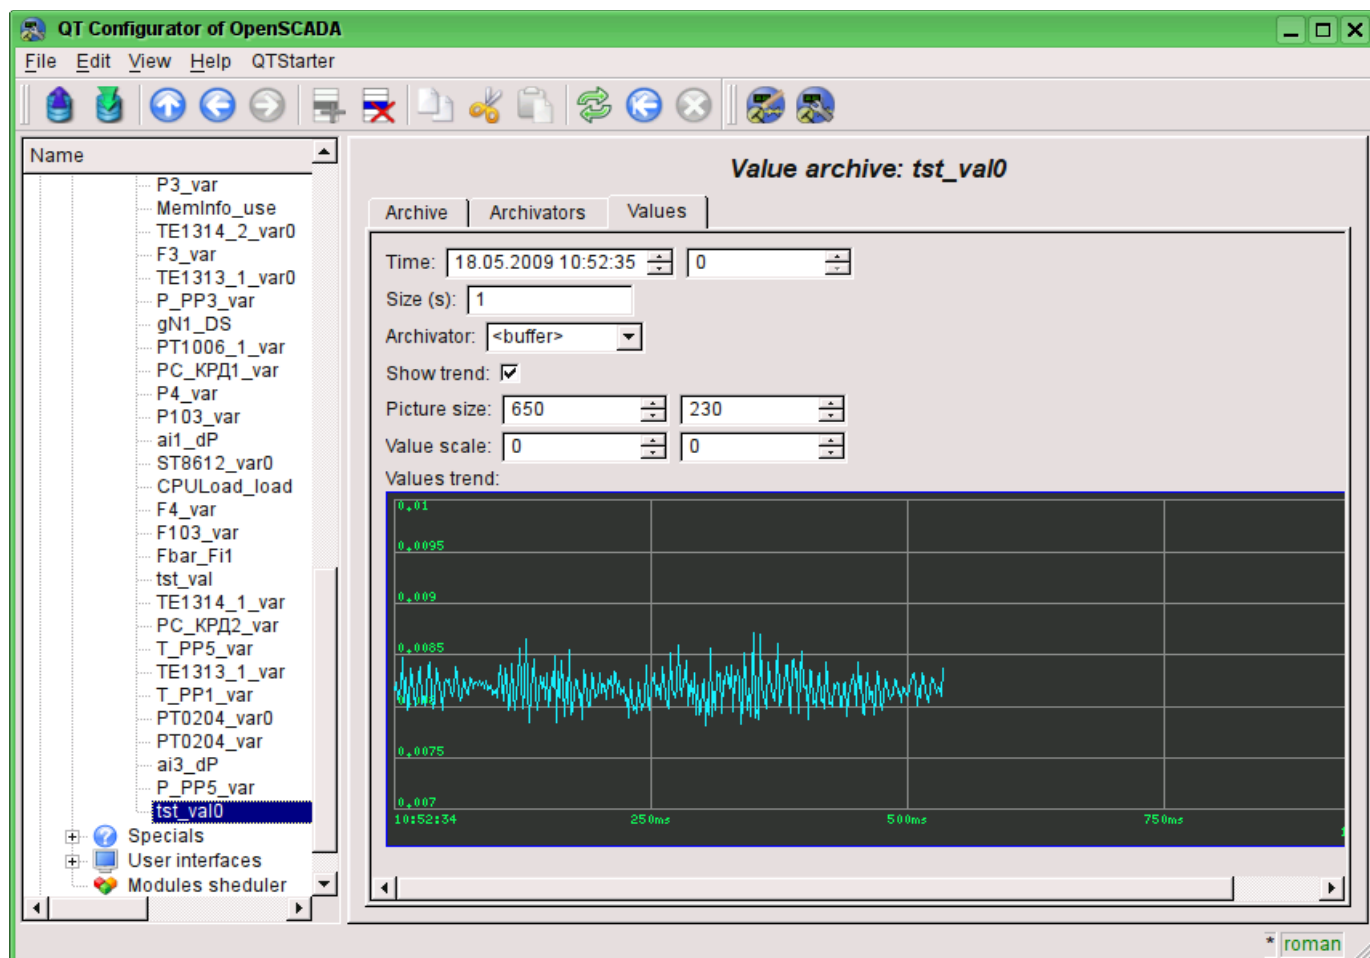 QT Configurator of OpenSCADA
File Edit View Help QTStarter
Name
P3_var
MemInfo_use
TE1314_2_var0
F3_var
TE1313_1_var0
P_PP3_var
gN1_DS
PT1006_1_var
PC_КРД1_var
P4_var
P103_var
ai1_dP
ST8612_var0
CPULoad_load
F4_var
F103_var
Fbar_Fi1
tst_val
TE1314_1_var
PC_КРД2_var
T_PP5_var
TE1313_1_var
T_PP1_var
PT0204_var0
PT0204_var
ai3_dP
P_PP5_var
tst_val0
Specials
User interfaces
Modules sheduler
Value archive: tst_val0
Archive Archivators Values
Time: 18.05.2009 10:52:35 0
Size (s): 1
Archivator: <buffer>
Show trend:
Picture size: 650 230
Value scale: 0 0
Values trend:
0.01
0.0095
0.009
0.0085
0.0075
0.007
10:52:34 250ms 500ms 750ms
* roman